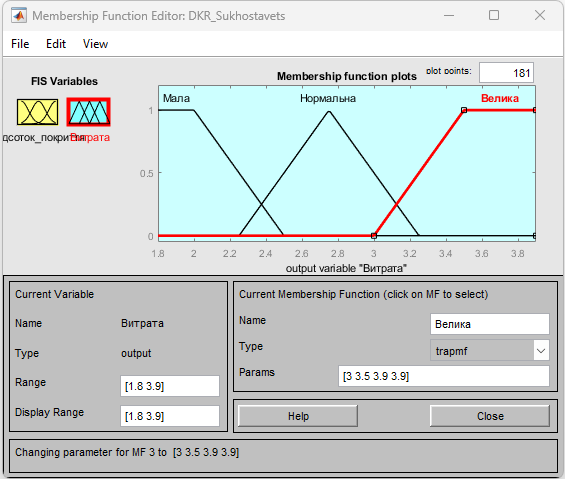 Membership Function Editor: DKR_Sukhostavets
File Edit View
FIS Variables
дсоток_покриття
Витрата
Membership function plots
plot points:
181
Мала
Нормальна
Велика
1
0.5
0
1.8 2 2.2 2.4 2.6 2.8 3 3.2 3.4 3.6 3.8
output variable "Витрата"
Current Variable
Name Витрата
Type output
Range [1.8 3.9]
Display Range [1.8 3.9]
Current Membership Function (click on MF to select)
Name Велика
Type trapmf
Params [3 3.5 3.9 3.9]
Help Close
Changing parameter for MF 3 to [3 3.5 3.9 3.9]